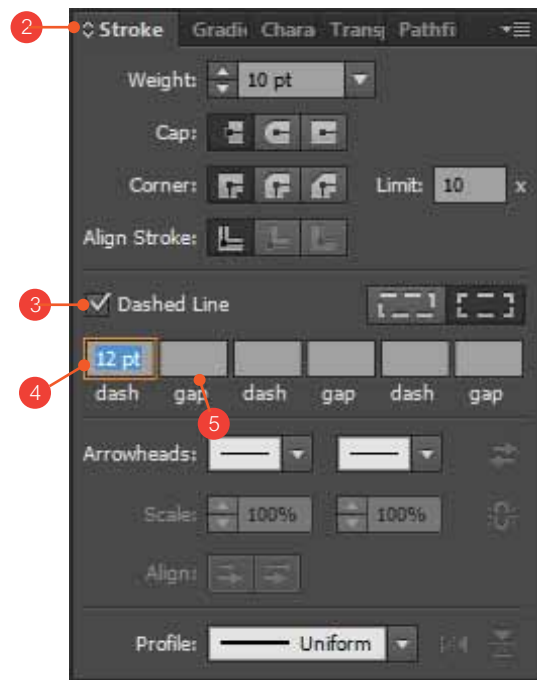 2 Stroke Gradi Chara Transp Pathfi
Weight: 10 pt
Cap:
Corner: Limit: 10 x
Align Stroke:
3 Dashed Line
12 pt
4 dash gap dash gap dash gap
5
Arrowheads:
Scale: 100% 100%
Align:
Profile: Uniform